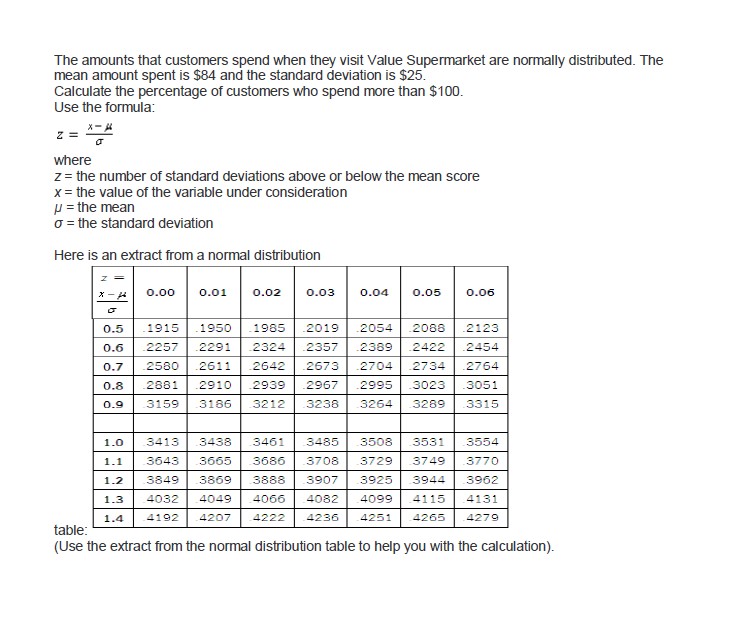 The amounts that customers spend when they visit Value Supermarket are normally distributed. The
mean amount spent is $84 and the standard deviation is $25.
Calculate the percentage of customers who spend more than $100.
Use the formula:
z = x − μ / σ
where
z = the number of standard deviations above or below the mean score
x = the value of the variable under consideration
μ = the mean
σ = the standard deviation
Here is an extract from a normal distribution
z = x − μ / σ 0.00 0.01 0.02 0.03 0.04 0.05 0.06
0.5 .1915 .1950 .1985 .2019 .2054 .2088 .2123
0.6 .2257 .2291 .2324 .2357 .2389 .2422 .2454
0.7 .2580 .2611 .2642 .2673 .2704 .2734 .2764
0.8 .2881 .2910 .2939 .2967 .2995 .3023 .3051
0.9 .3159 .3186 .3212 .3238 .3264 .3289 .3315
1.0 .3413 .3438 .3461 .3485 .3508 .3531 .3554
1.1 .3643 .3665 .3686 .3708 .3729 .3749 .3770
1.2 .3849 .3869 .3888 .3907 .3925 .3944 .3962
1.3 .4032 .4049 .4066 .4082 .4099 .4115 .4131
1.4 .4192 .4207 .4222 .4236 .4251 .4265 .4279
table:
(Use the extract from the normal distribution table to help you with the calculation).